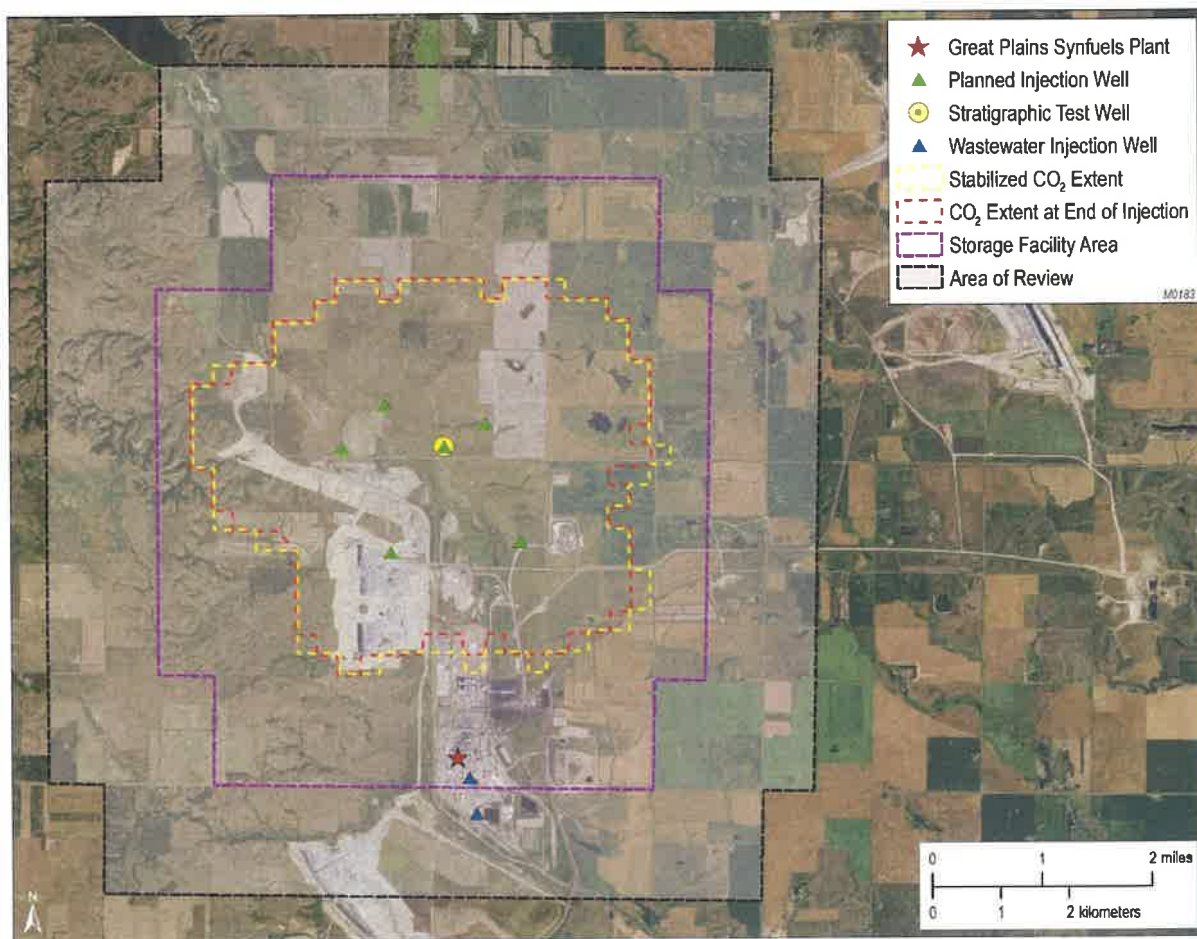 Great Plains Synfuels Plant
Planned Injection Well
Stratigraphic Test Well
Wastewater Injection Well
Stabilized CO₂ Extent
CO₂ Extent at End of Injection
Storage Facility Area
Area of Review
M0183
0 1 2 miles
0 1 2 kilometers
N